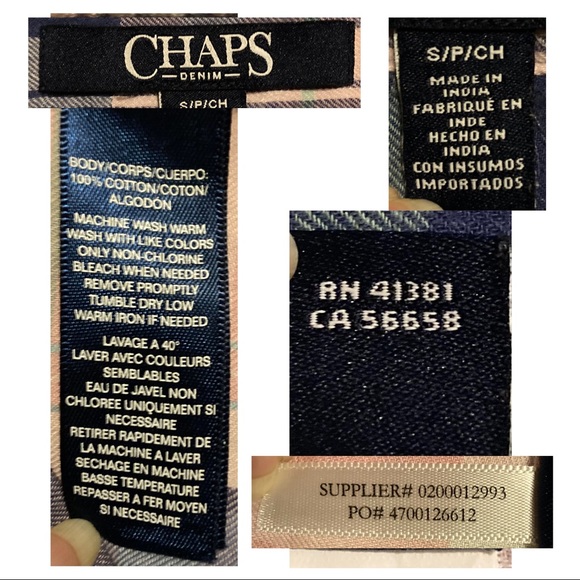 CHAPS
DENIM
S/P/CH
BODY/CORPS/CUERPO:
100% COTTON/COTON/
ALGODON
MACHINE WASH WARM
WASH WITH LIKE COLORS
ONLY NON-CHLORINE
BLEACH WHEN NEEDED
REMOVE PROMPTLY
TUMBLE DRY LOW
WARM IRON IF NEEDED
LAVAGE A 40°
LAVER AVEC COULEURS
SEMBLABLES
EAU DE JAVEL NON
CHLOREE UNIQUEMENT SI
NECESSAIRE
RETIRER RAPIDEMENT DE
LA MACHINE A LAVER
SECHAGE EN MACHINE
BASSE TEMPERATURE
REPASSER A FER MOYEN
SI NECESSAIRE
S/P/CH
MADE IN
INDIA
FABRIQUÉ EN
INDE
HECHO EN
INDIA
CON INSUMOS
IMPORTADOS
RN 41381
CA 56658
SUPPLIER# 0200012993
PO# 4700126612